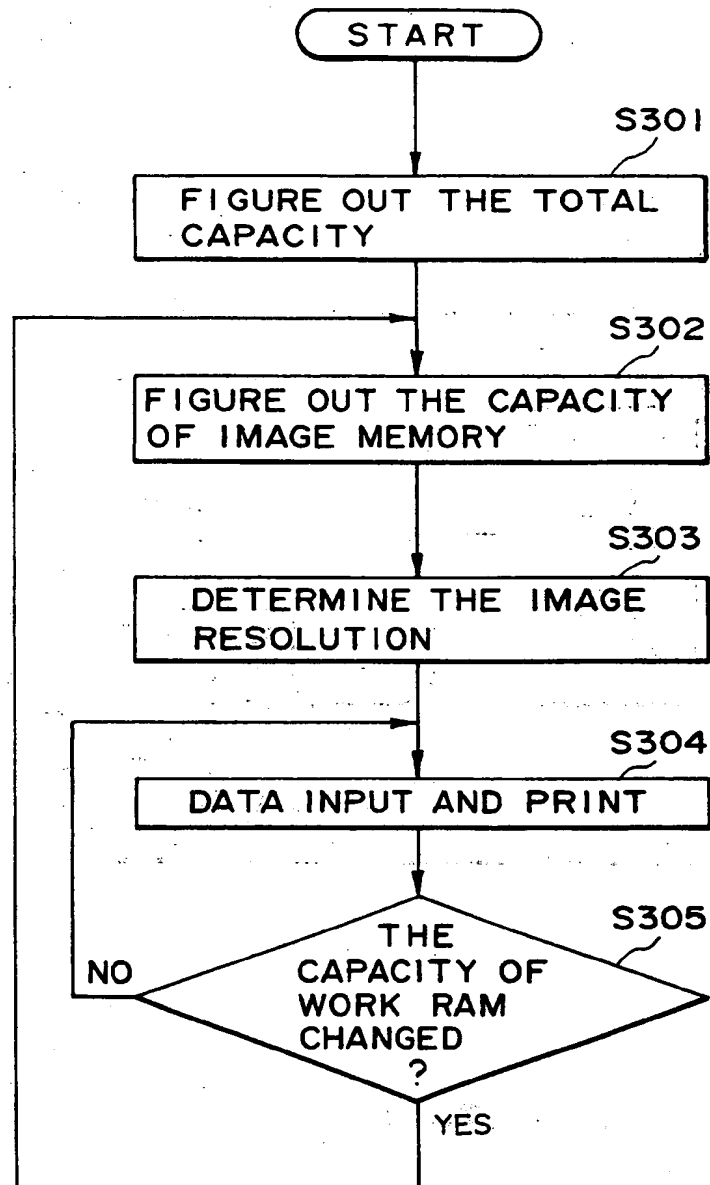 START
S301
FIGURE OUT THE TOTAL
CAPACITY
S302
FIGURE OUT THE CAPACITY
OF IMAGE MEMORY
S303
DETERMINE THE IMAGE
RESOLUTION
S304
DATA INPUT AND PRINT
S305
THE
CAPACITY OF
WORK RAM
CHANGED
?
NO
YES